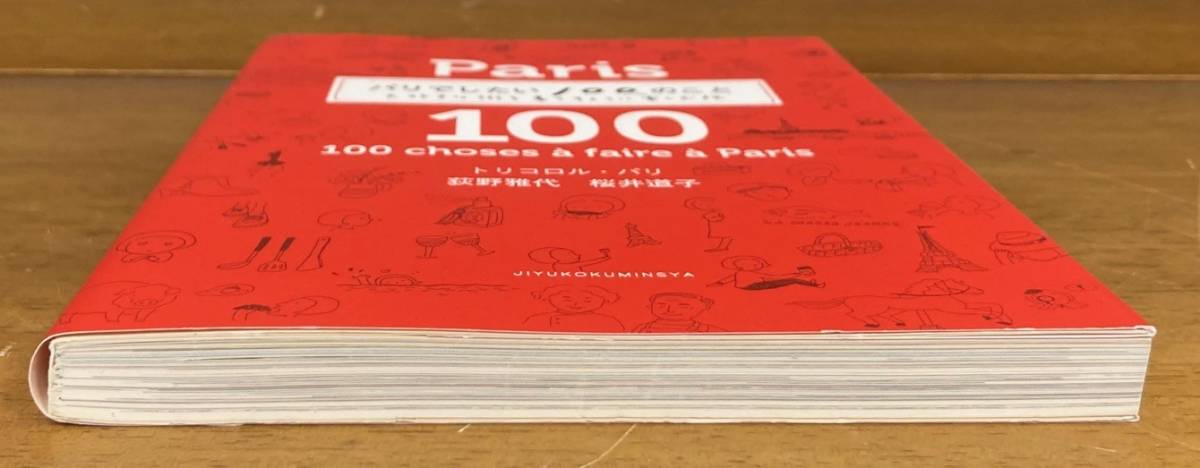 Paris
パリでしたい100のこと
100
100 choses à faire à Paris
トリコロル・パリ
荻野雅代 桜井道子
JIYUKOKUMINSYA